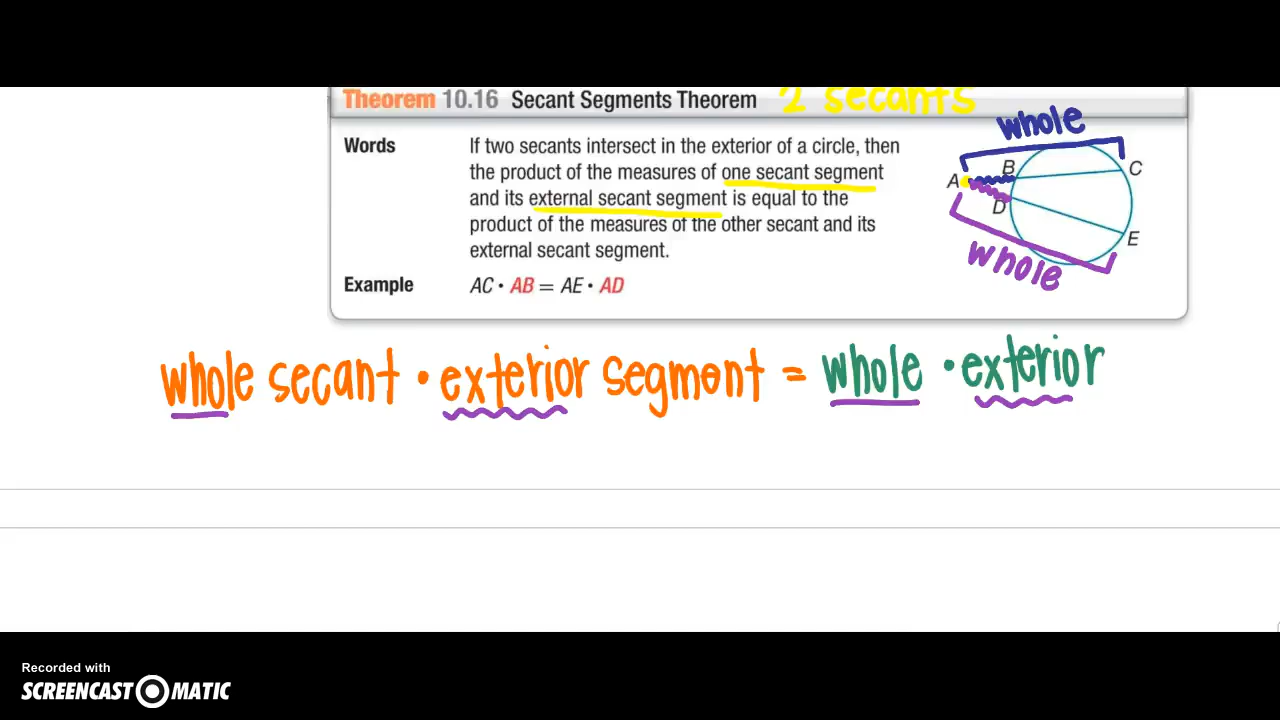 Theorem 10.16 Secant Segments Theorem 2 secants
Words If two secants intersect in the exterior of a circle, then
the product of the measures of one secant segment
and its external secant segment is equal to the
product of the measures of the other secant and its
external secant segment.
Example AC • AB = AE • AD
whole
A B C
D E
whole
whole secant • exterior segment = whole • exterior
Recorded with
SCREENCAST MATIC